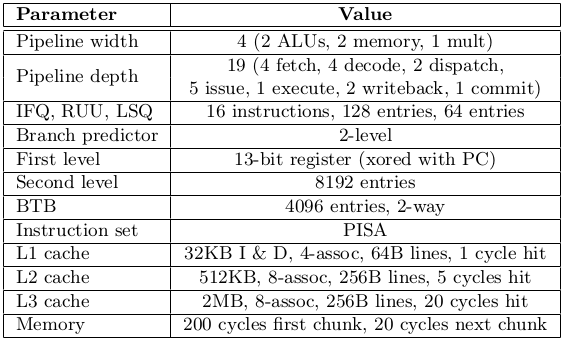 Parameter Value
Pipeline width 4 (2 ALUs, 2 memory, 1 mult)
Pipeline depth 19 (4 fetch, 4 decode, 2 dispatch,
5 issue, 1 execute, 2 writeback, 1 commit)
IFQ, RUU, LSQ 16 instructions, 128 entries, 64 entries
Branch predictor 2-level
First level 13-bit register (xored with PC)
Second level 8192 entries
BTB 4096 entries, 2-way
Instruction set PISA
L1 cache 32KB I & D, 4-assoc, 64B lines, 1 cycle hit
L2 cache 512KB, 8-assoc, 256B lines, 5 cycles hit
L3 cache 2MB, 8-assoc, 256B lines, 20 cycles hit
Memory 200 cycles first chunk, 20 cycles next chunk